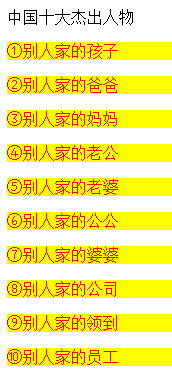 中国十大杰出人物
①别人家的孩子
②别人家的爸爸
③别人家的妈妈
④别人家的老公
⑤别人家的老婆
⑥别人家的公公
⑦别人家的婆婆
⑧别人家的公司
⑨别人家的领到
⑩别人家的员工